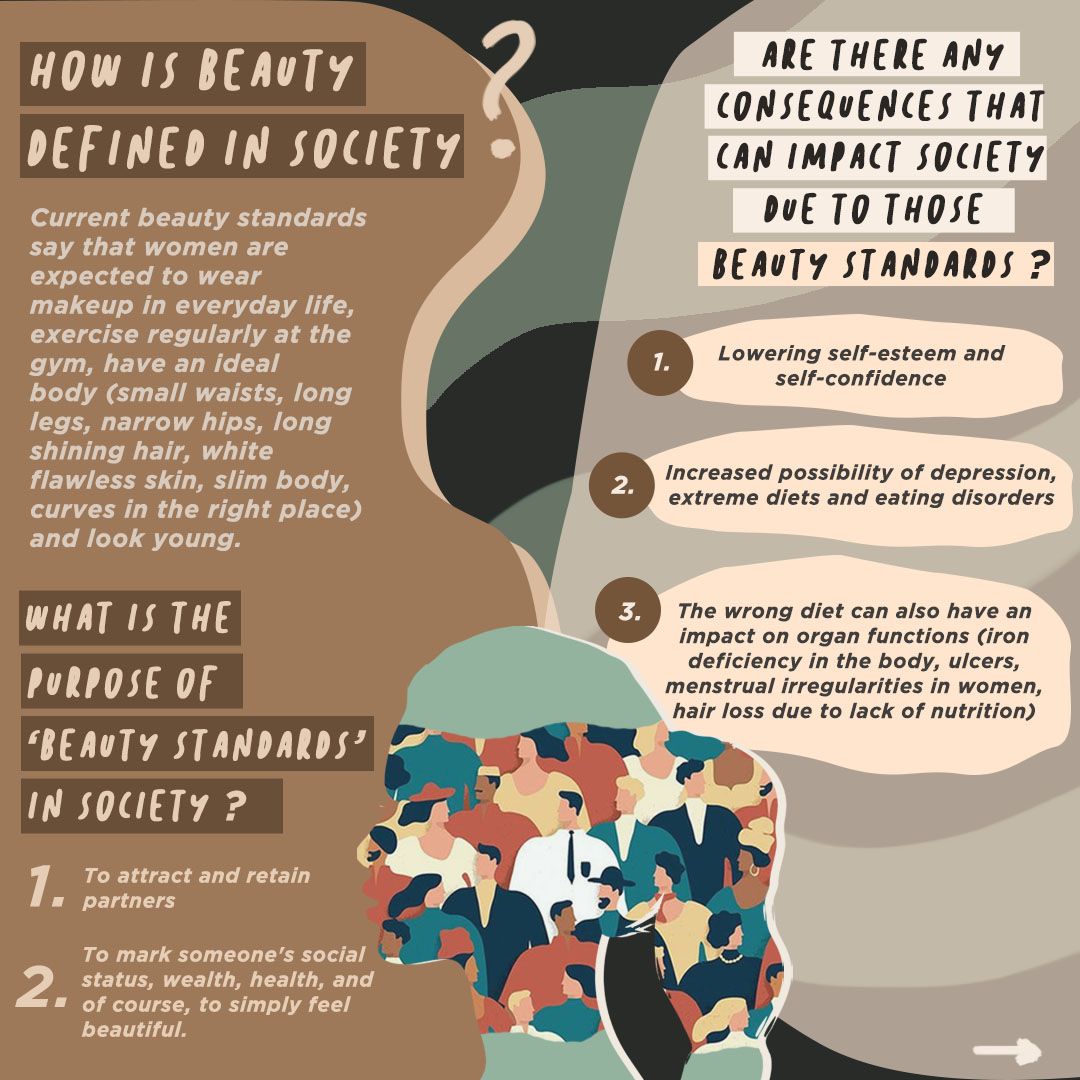 HOW IS BEAUTY
DEFINED IN SOCIETY
?
Current beauty standards
say that women are
expected to wear
makeup in everyday life,
exercise regularly at the
gym, have an ideal
body (small waists, long
legs, narrow hips, long
shining hair, white
flawless skin, slim body,
curves in the right place)
and look young.
WHAT IS THE
PURPOSE OF
‘BEAUTY STANDARDS’
IN SOCIETY ?
1. To attract and retain
partners
2. To mark someone's social
status, wealth, health, and
of course, to simply feel
beautiful.
ARE THERE ANY
CONSEQUENCES THAT
CAN IMPACT SOCIETY
DUE TO THOSE
BEAUTY STANDARDS ?
1. Lowering self-esteem and
self-confidence
2. Increased possibility of depression,
extreme diets and eating disorders
3. The wrong diet can also have an
impact on organ functions (iron
deficiency in the body, ulcers,
menstrual irregularities in women,
hair loss due to lack of nutrition)